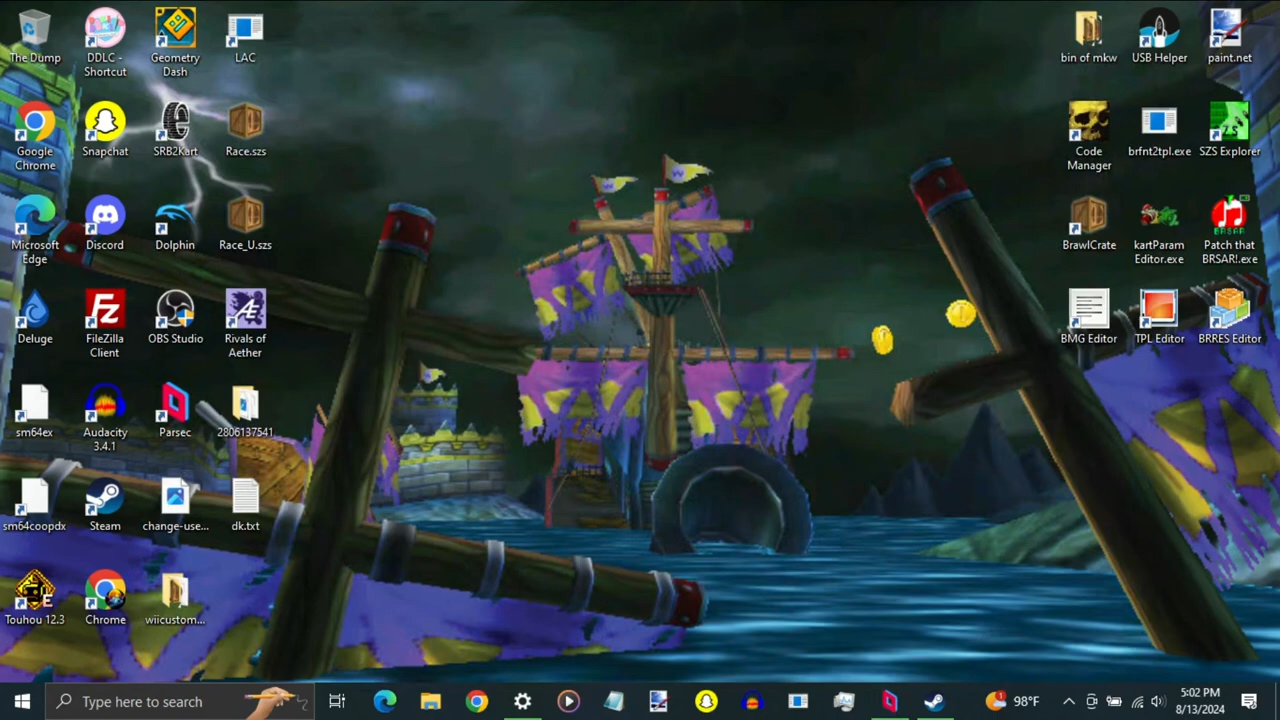 The Dump
DDLC -
Shortcut
Geometry
Dash
LAC
bin of mkw
USB Helper
paint.net
Google
Chrome
Snapchat
SRB2Kart
Race.szs
Code
Manager
brfnt2tpl.exe
SZS Explorer
Microsoft
Edge
Discord
Dolphin
Race_U.szs
BrawlCrate
kartParam
Editor.exe
Patch that
BRSAR!.exe
BRSAR
Deluge
FileZilla
Client
OBS Studio
Rivals of
Aether
BMG Editor
TPL Editor
BRRES Editor
sm64ex
Audacity
3.4.1
Parsec
2806137541
sm64coopdx
Steam
change-use...
dk.txt
Touhou 12.3
Chrome
wiicustom...
Type here to search
1
98°F
5:02 PM
8/13/2024